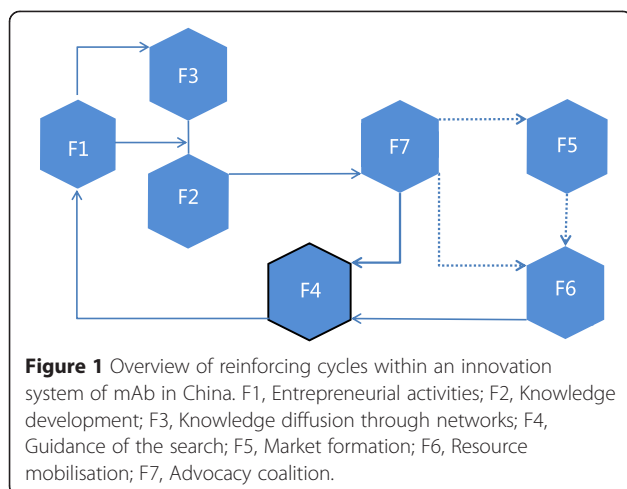 F3
F1
F7
F5
F2
F4
F6
Figure 1 Overview of reinforcing cycles within an innovation
system of mAb in China. F1, Entrepreneurial activities; F2, Knowledge
development; F3, Knowledge diffusion through networks; F4,
Guidance of the search; F5, Market formation; F6, Resource
mobilisation; F7, Advocacy coalition.